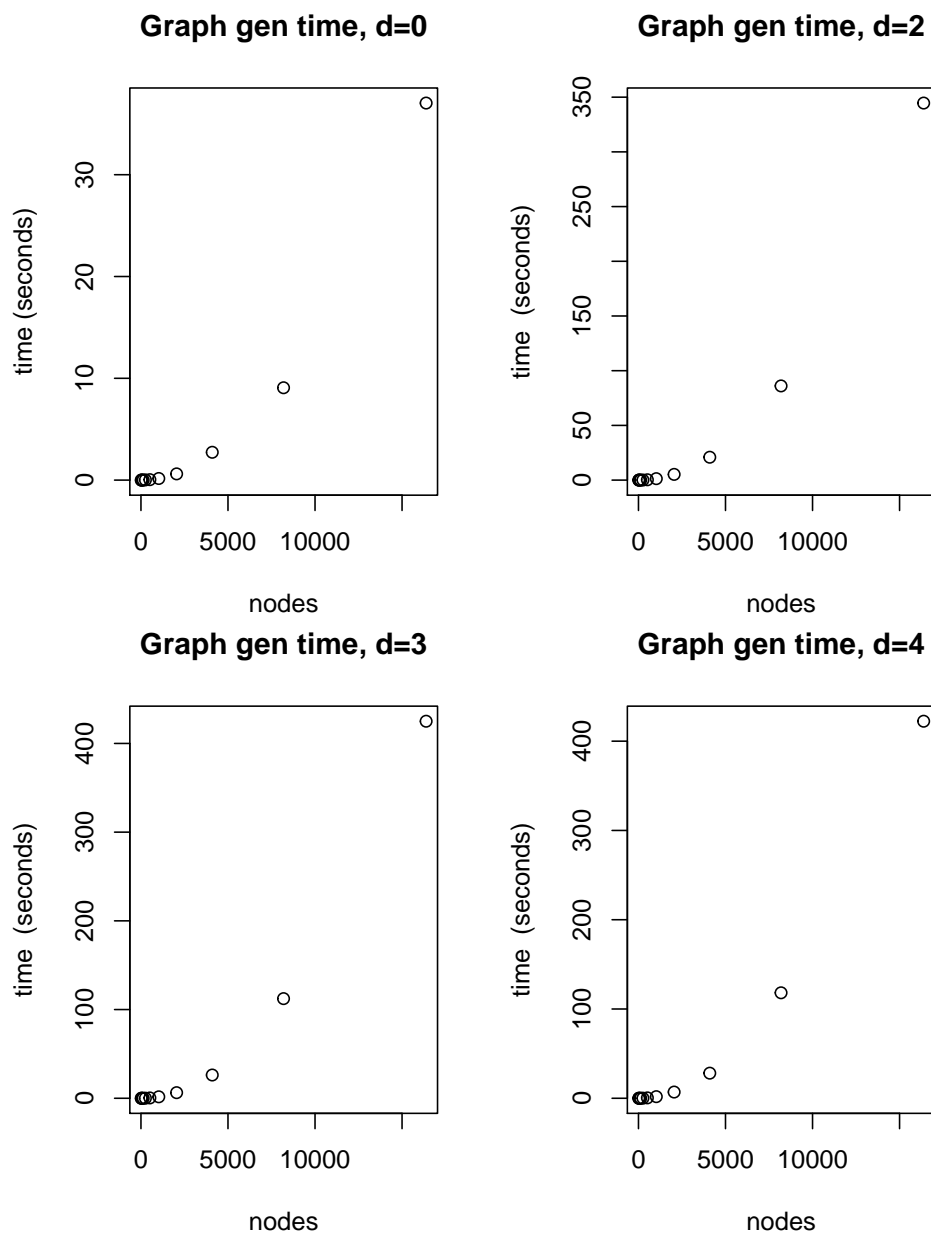 Graph gen time, d=0
time (seconds)
30
20
10
0
0 5000 10000
nodes
Graph gen time, d=2
time (seconds)
350
250
150
50
0
0 5000 10000
nodes
Graph gen time, d=3
time (seconds)
400
300
200
100
0
0 5000 10000
nodes
Graph gen time, d=4
time (seconds)
400
300
200
100
0
0 5000 10000
nodes